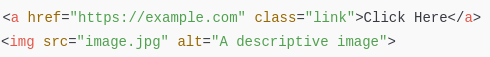 <a href="https://example.com" class="link">Click Here</a>
<img src="image.jpg" alt="A descriptive image">